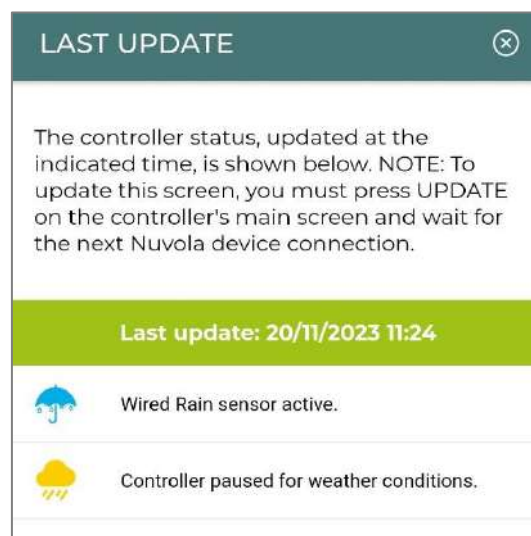 LAST UPDATE
The controller status, updated at the
indicated time, is shown below. NOTE: To
update this screen, you must press UPDATE
on the controller's main screen and wait for
the next Nuvola device connection.
Last update: 20/11/2023 11:24
Wired Rain sensor active.
Controller paused for weather conditions.